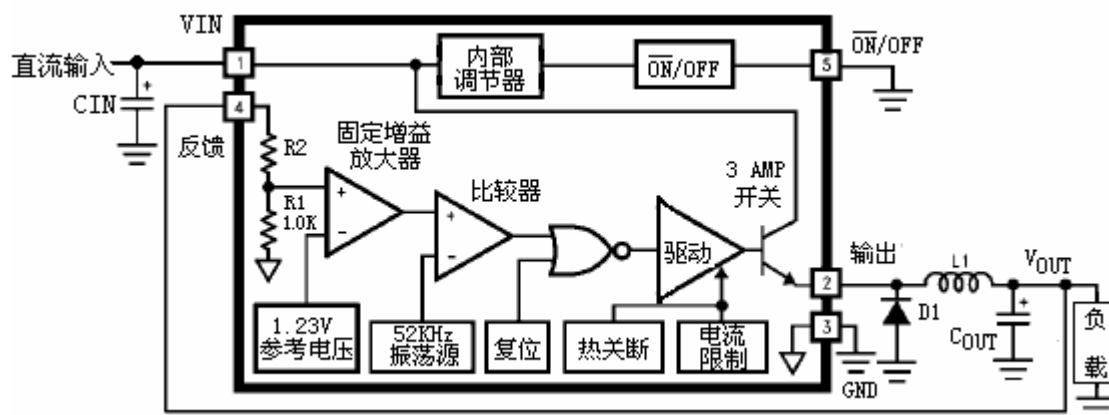 VIN
直流输入
CIN
1
内部
调节器
ON/OFF
5
ON/OFF
4
反馈
R2
R1
1.0K
固定增益
放大器
+
-
比较器
+
-
驱动
3 AMP
开关
输出
2
3
GND
L1
D1
VOUT
COUT
+
+
负
载
1.23V
参考电压
52KHz
振荡源
复位
热关断
电流
限制